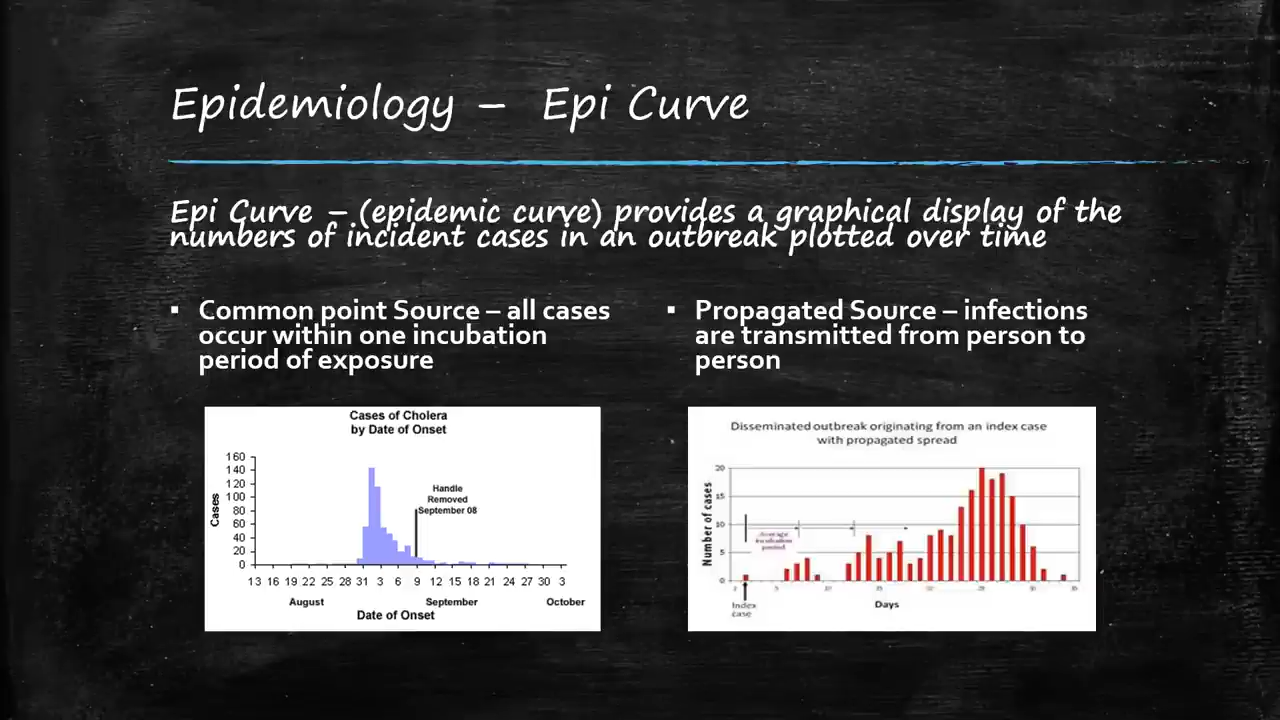 Epidemiology – Epi Curve
Epi Curve – (epidemic curve) provides a graphical display of the
numbers of incident cases in an outbreak plotted over time
▪ Common point Source – all cases
occur within one incubation
period of exposure
▪ Propagated Source – infections
are transmitted from person to
person
Cases of Cholera
by Date of Onset
160
140
120
100
80
60
40
20
0
Cases
Handle
Removed
September 08
13 16 19 22 25 28 31 3 6 9 12 15 18 21 24 27 30 3
August September October
Date of Onset
Disseminated outbreak originating from an index case
with propagated spread
20
15
10
5
0
Number of cases
Average
incubation
period
Index
case
Days